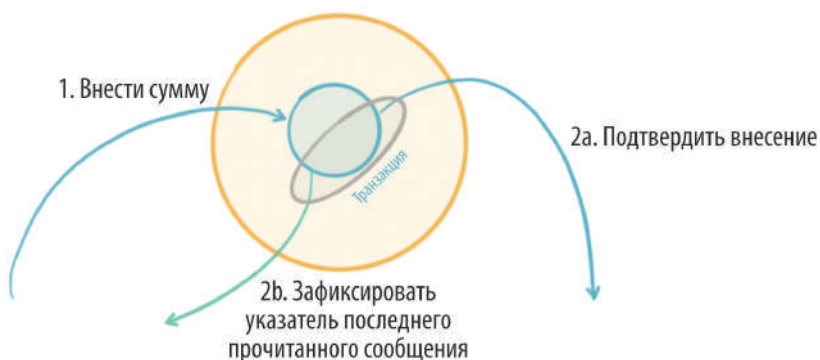 1. Внести сумму
2a. Подтвердить внесение
Транзакция
2b. Зафиксировать
указатель последнего
прочитанного сообщения